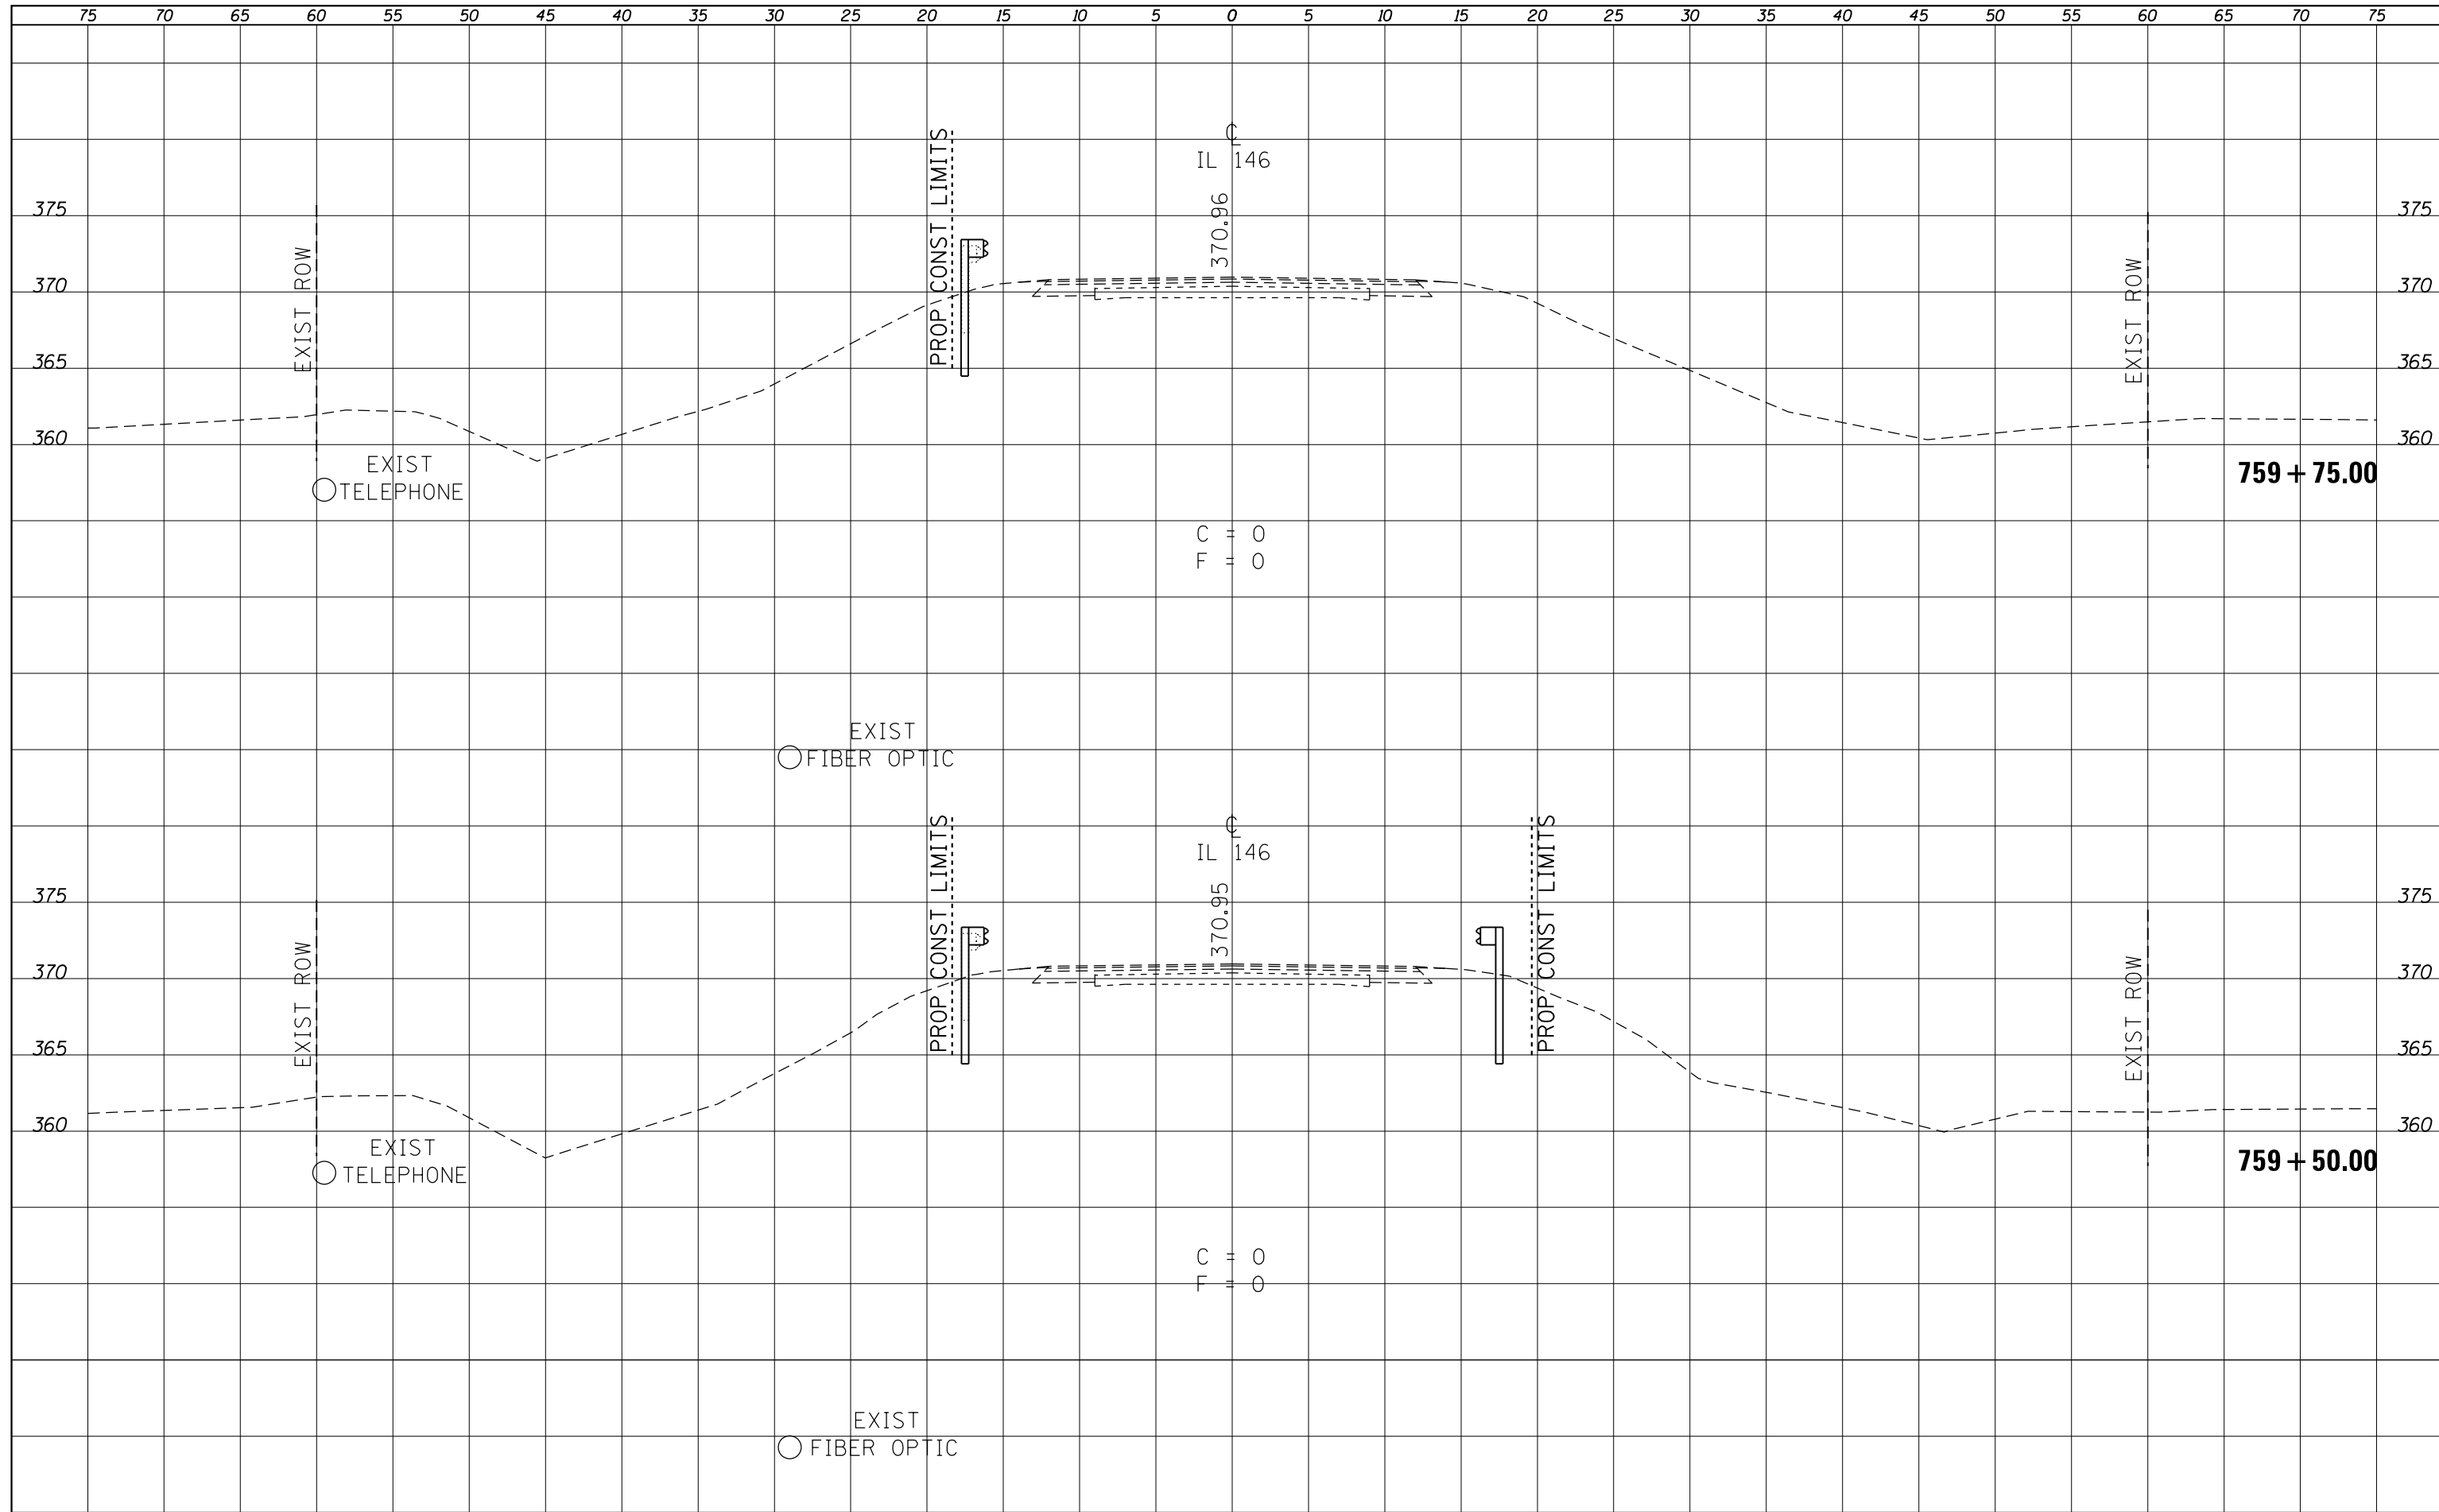 75 70 65 60 55 50 45 40 35 30 25 20 15 10 5 0 5 10 15 20 25 30 35 40 45 50 55 60 65 70 75
PROP CONST LIMITS
CL
IL 146
370.96
375 375
EXIST ROW
EXIST ROW
370 370
365 365
360 360
EXIST
TELEPHONE
759+75.00
C = 0
F = 0
EXIST
FIBER OPTIC
PROP CONST LIMITS
CL
IL 146
PROP CONST LIMITS
370.95
375 375
EXIST ROW
EXIST ROW
370 370
365 365
360 360
EXIST
TELEPHONE
759+50.00
C = 0
F = 0
EXIST
FIBER OPTIC